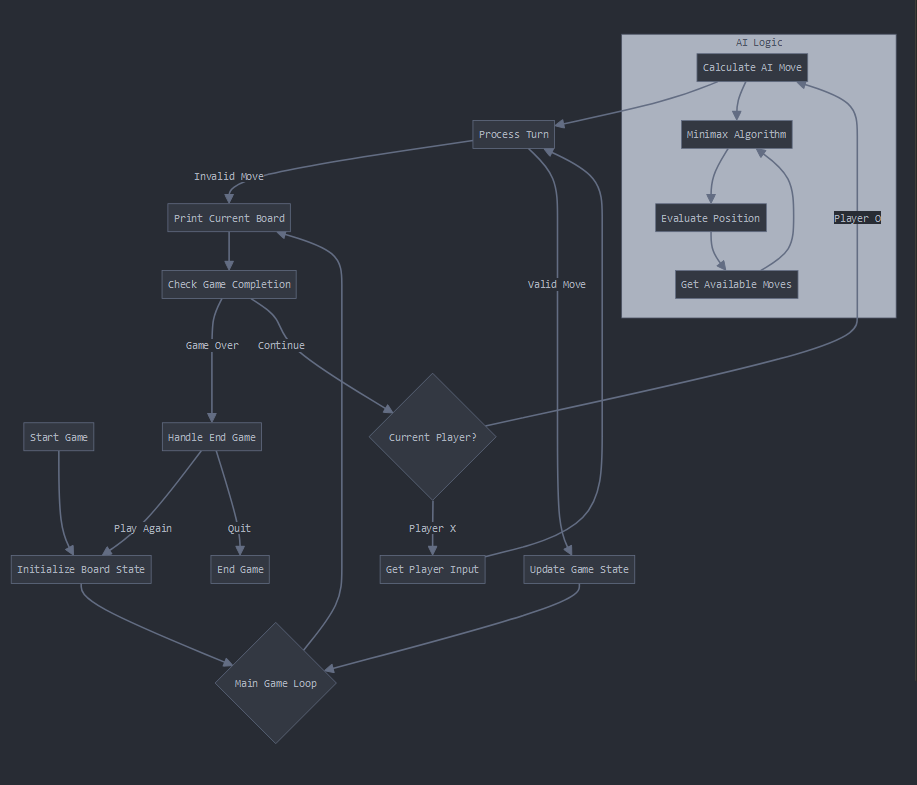 AI Logic
Calculate AI Move
Process Turn
Minimax Algorithm
Invalid Move
Print Current Board
Evaluate Position
Player O
Check Game Completion
Valid Move
Get Available Moves
Game Over
Continue
Start Game
Handle End Game
Current Player?
Play Again
Quit
Player X
Initialize Board State
End Game
Get Player Input
Update Game State
Main Game Loop